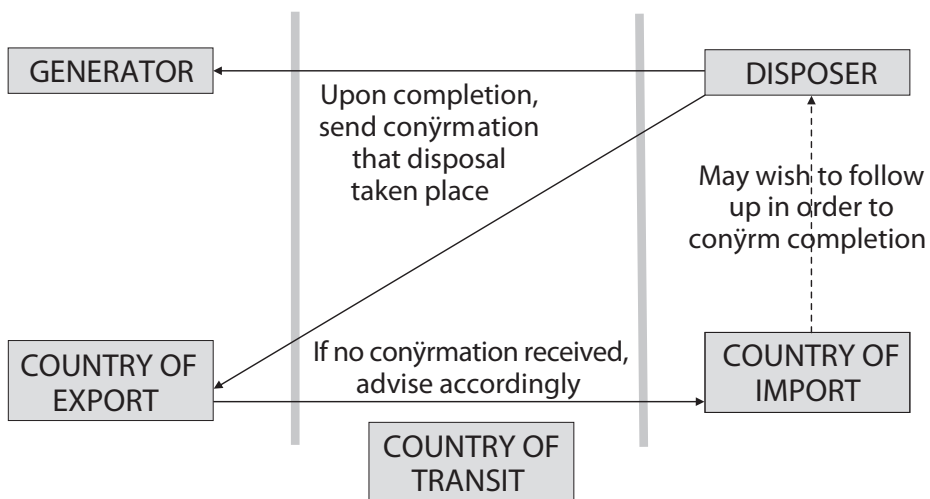 GENERATOR
DISPOSER
Upon completion,
send conÿrmation
that disposal
taken place
May wish to follow
up in order to
conÿrm completion
COUNTRY OF
EXPORT
If no conÿrmation received,
advise accordingly
COUNTRY OF
IMPORT
COUNTRY OF
TRANSIT